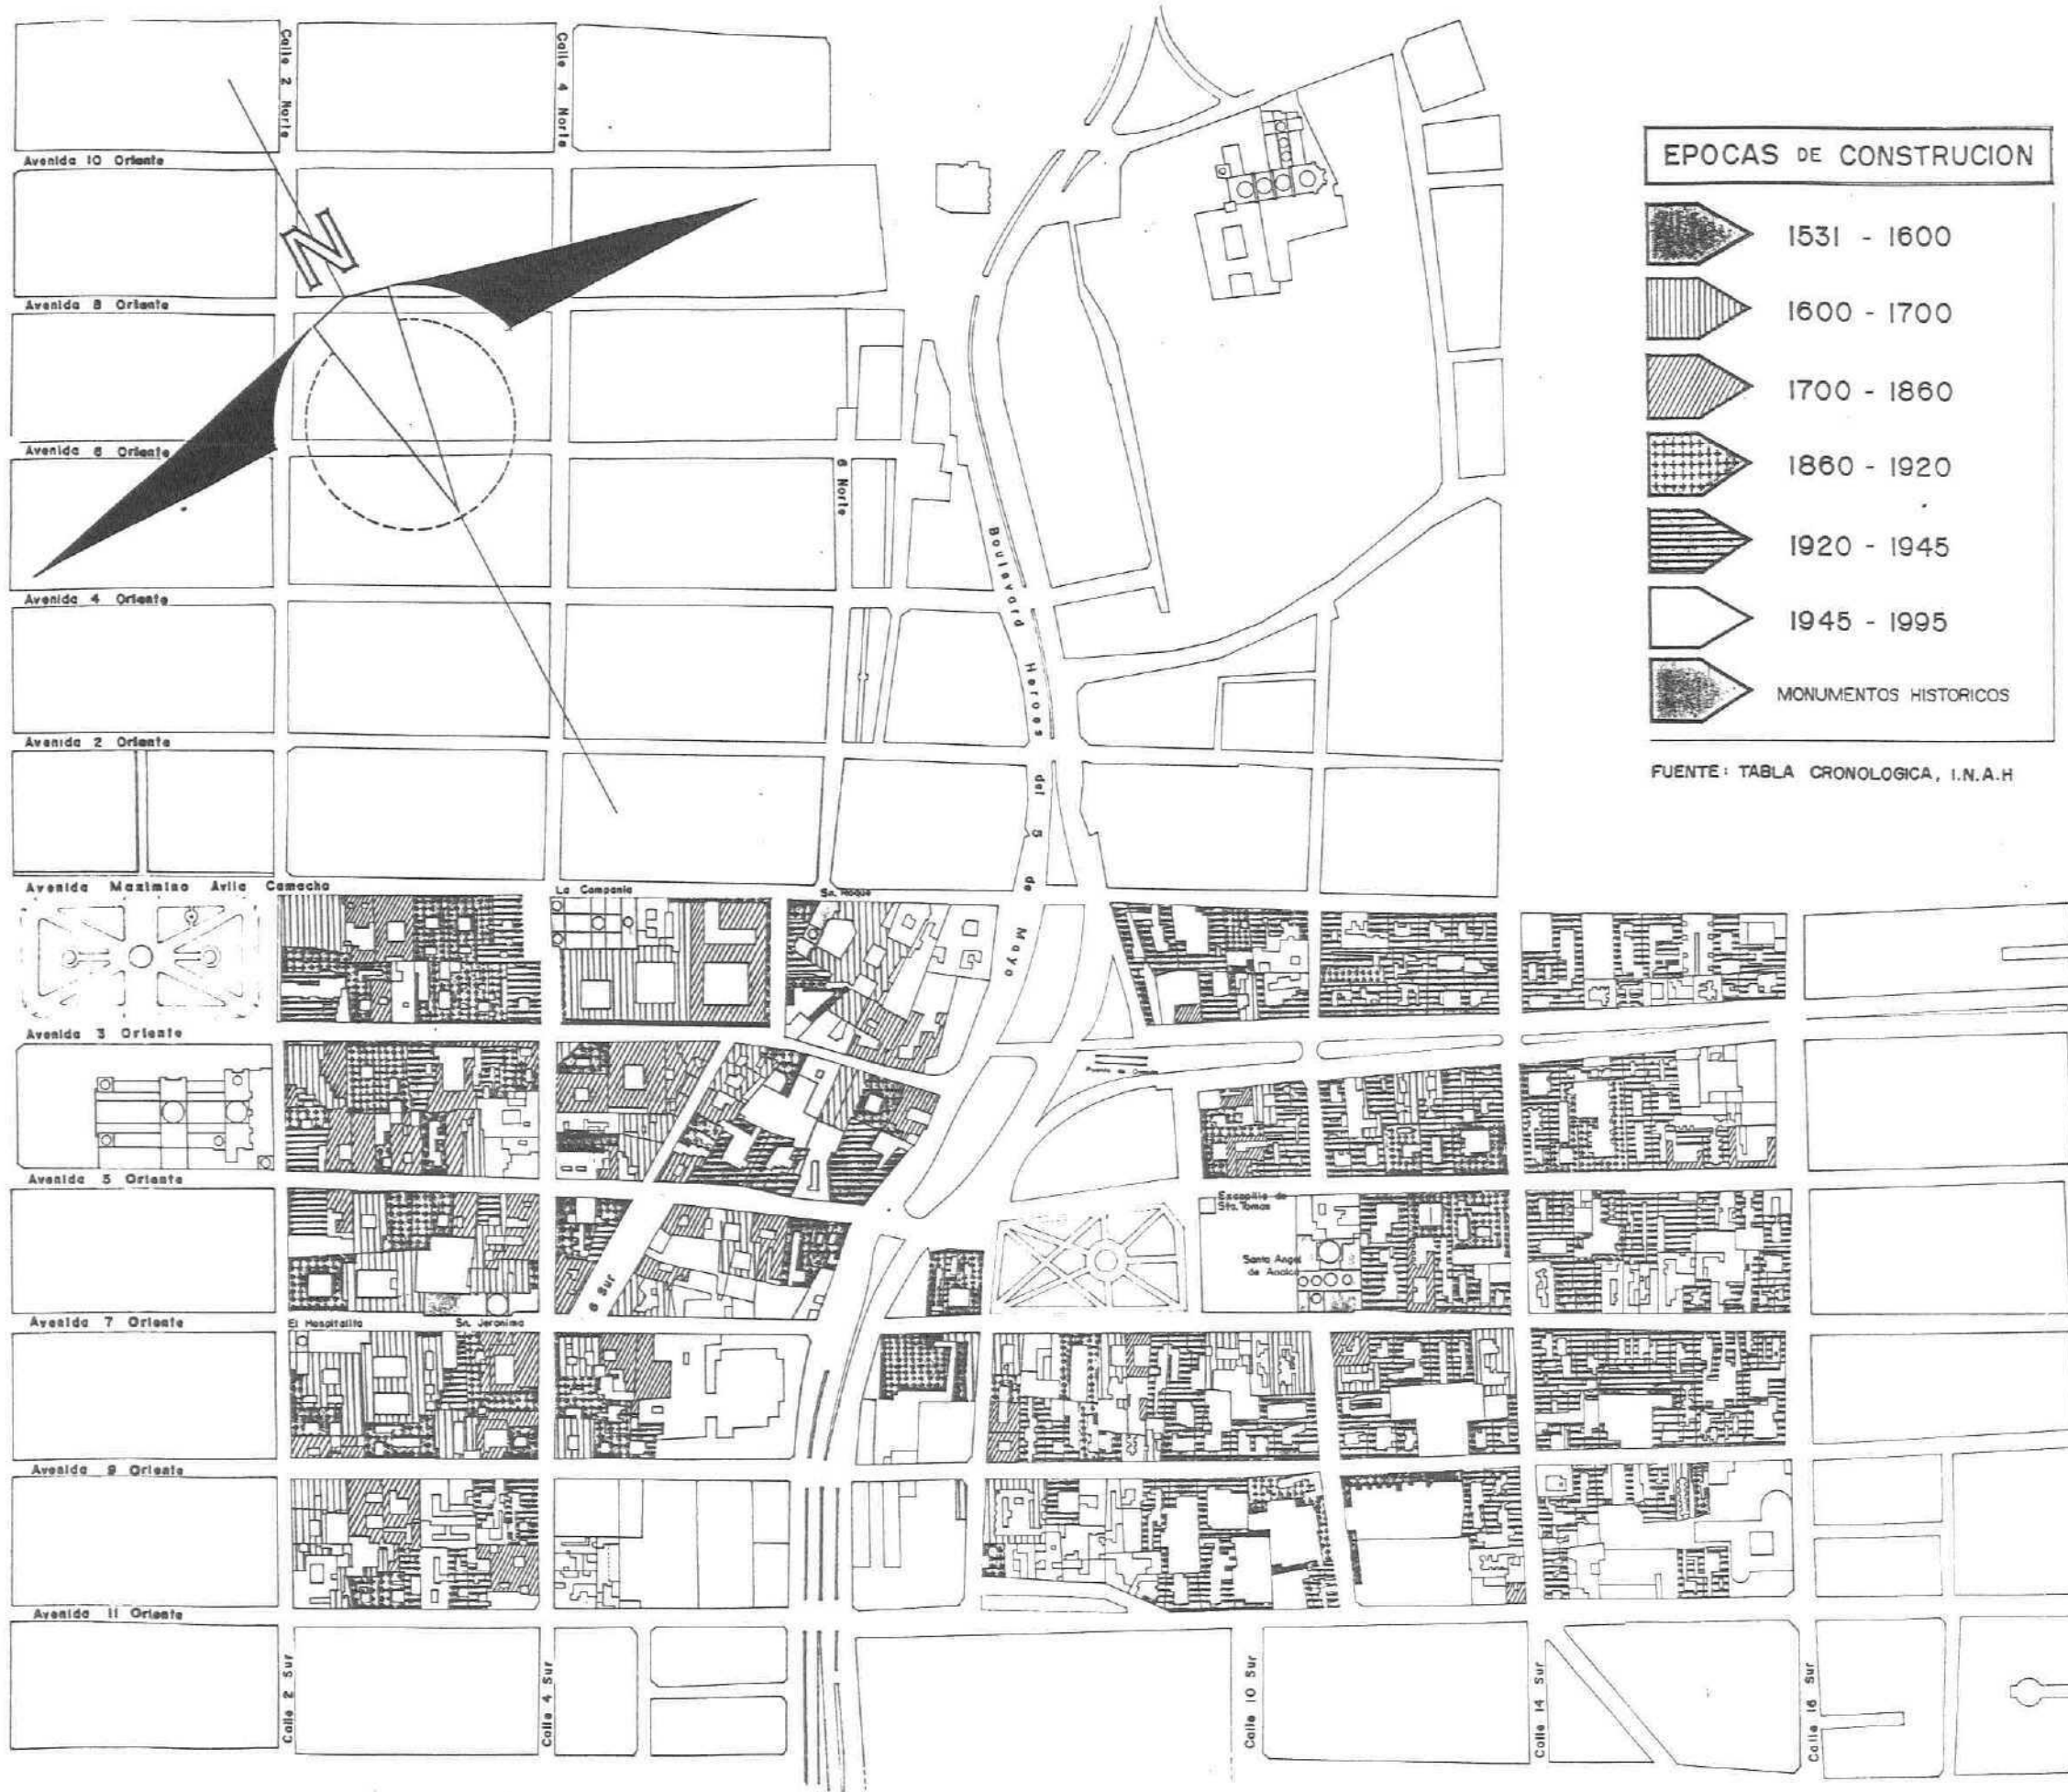 Calle 2 Norte
Calle 4 Norte
Avenida 10 Oriente
EPOCAS DE CONSTRUCION
1531 - 1600
1600 - 1700
1700 - 1860
1860 - 1920
1920 - 1945
1945 - 1995
MONUMENTOS HISTORICOS
FUENTE: TABLA CRONOLOGICA, I.N.A.H
N
Avenida 8 Oriente
Avenida 6 Oriente
6 Norte
Boulevard Heroes del 5 de Mayo
Avenida 4 Oriente
Avenida 2 Oriente
Avenida Maximino Avila Camacho
La Compania
Sn. Roque
Avenida 3 Oriente
Puente de
Avenida 5 Oriente
Sto. Tomas
Santo Angel
de Analco
6 Sur
Avenida 7 Oriente
El Hospitalito
Sn. Jeronimo
Avenida 9 Oriente
Avenida 11 Oriente
Calle 2 Sur
Calle 4 Sur
Calle 10 Sur
Calle 14 Sur
Calle 16 Sur